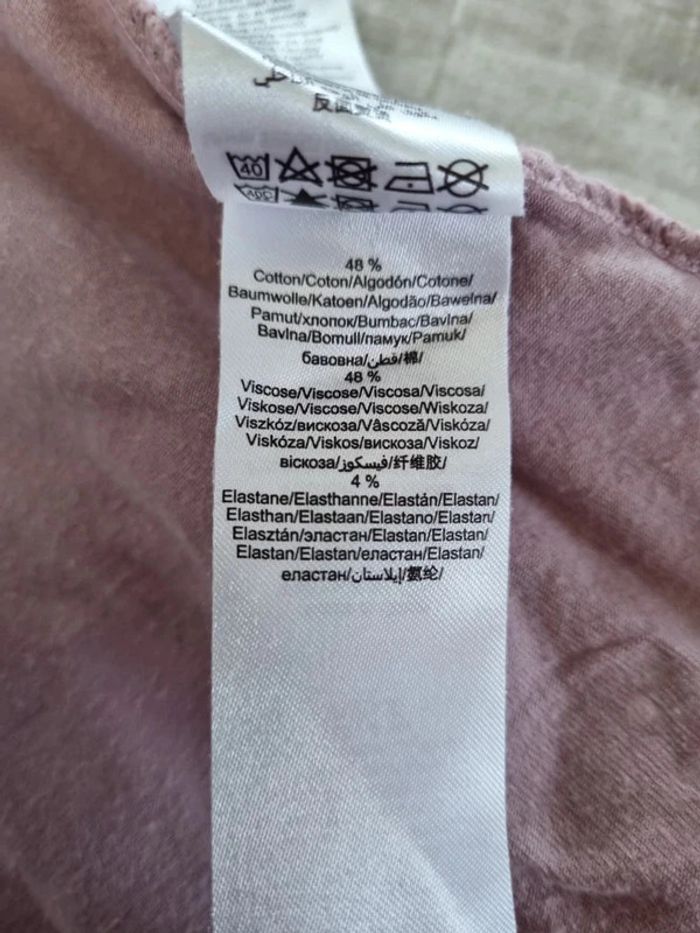 40
48 %
Cotton/Coton/Algodón/Cotone/
Baumwolle/Katoen/Algodão/Bawełna/
Pamut/хлопок/Bumbac/Bavlna/
Bavlna/Bomull/памук/Pamuk/
бавовна/قطن/棉/
48 %
Viscose/Viscose/Viscosa/Viscosa/
Viskose/Viscose/Viscose/Wiskoza/
Viszkóz/вискоза/Vâscoză/Viskóza/
Viskóza/Viskos/вискоза/Viskoz/
віскоза/فيسكوز/纤维胶/
4 %
Elastane/Elasthanne/Elastán/Elastan/
Elasthan/Elastaan/Elastano/Elastan/
Elasztán/эластан/Elastan/Elastan/
Elastan/Elastan/еластан/Elastan/
еластан/إيلاستان/氨纶/